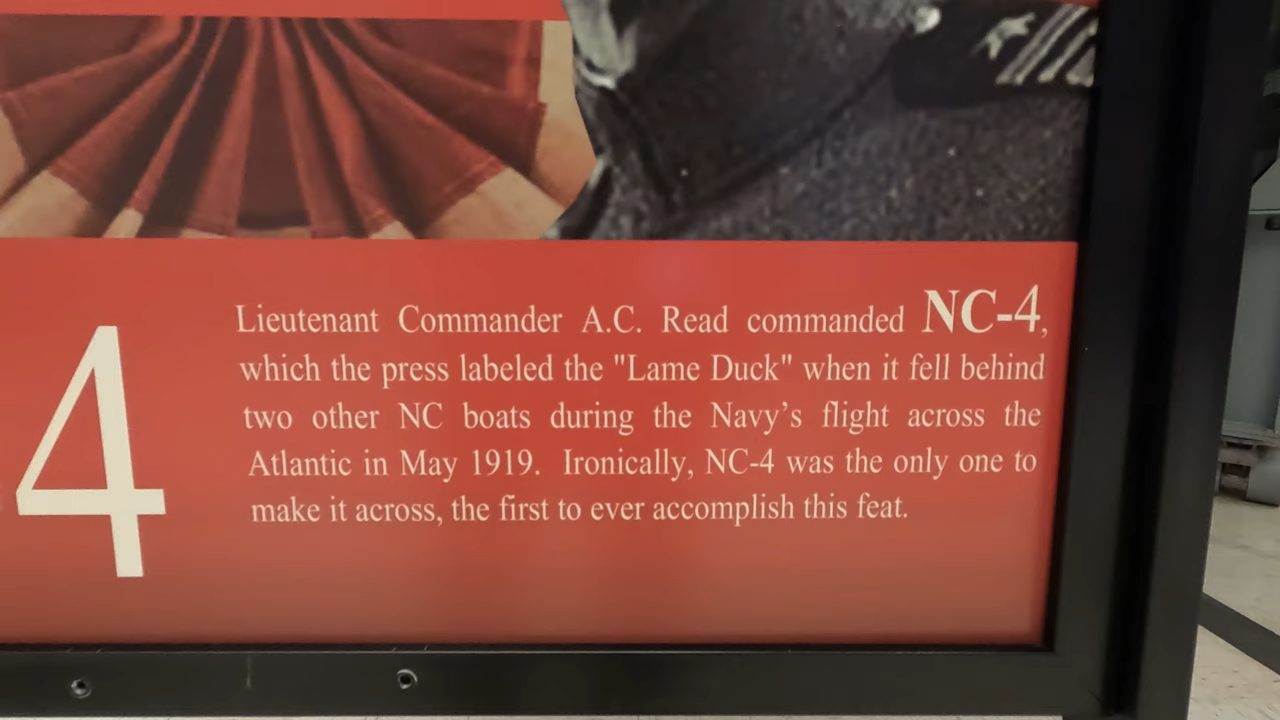 4
Lieutenant Commander A.C. Read commanded NC-4,
which the press labeled the "Lame Duck" when it fell behind
two other NC boats during the Navy’s flight across the
Atlantic in May 1919. Ironically, NC-4 was the only one to
make it across, the first to ever accomplish this feat.